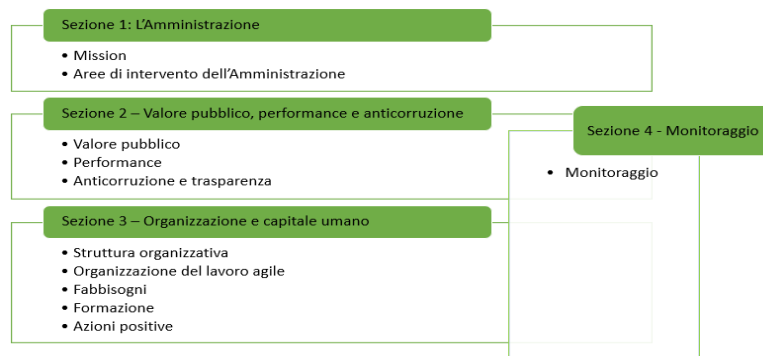 Sezione 1: L’Amministrazione
• Mission
• Aree di intervento dell’Amministrazione
Sezione 2 – Valore pubblico, performance e anticorruzione
• Valore pubblico
• Performance
• Anticorruzione e trasparenza
Sezione 3 – Organizzazione e capitale umano
• Struttura organizzativa
• Organizzazione del lavoro agile
• Fabbisogni
• Formazione
• Azioni positive
Sezione 4 - Monitoraggio
• Monitoraggio